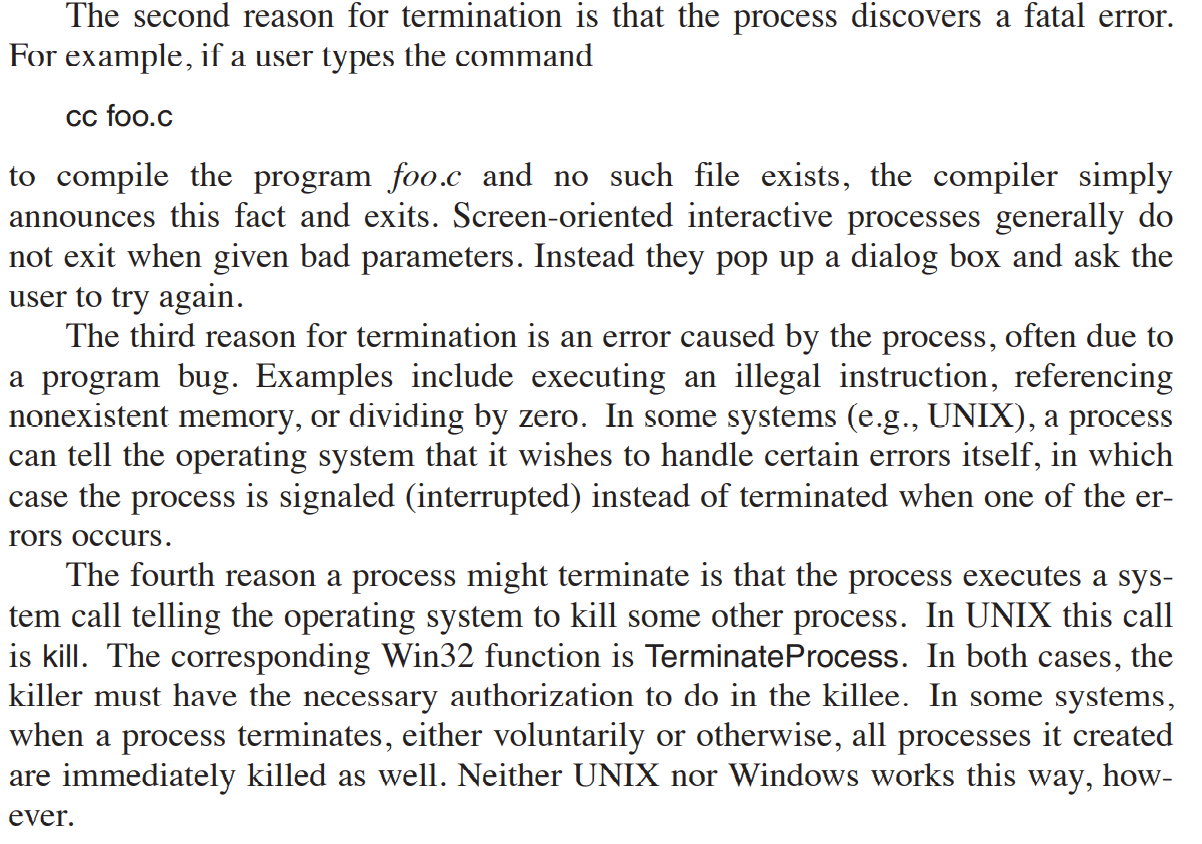 The second reason for termination is that the process discovers a fatal error.
For example, if a user types the command
cc foo.c
to compile the program foo.c and no such file exists, the compiler simply
announces this fact and exits. Screen-oriented interactive processes generally do
not exit when given bad parameters. Instead they pop up a dialog box and ask the
user to try again.
The third reason for termination is an error caused by the process, often due to
a program bug. Examples include executing an illegal instruction, referencing
nonexistent memory, or dividing by zero. In some systems (e.g., UNIX), a process
can tell the operating system that it wishes to handle certain errors itself, in which
case the process is signaled (interrupted) instead of terminated when one of the er-
rors occurs.
The fourth reason a process might terminate is that the process executes a sys-
tem call telling the operating system to kill some other process. In UNIX this call
is kill. The corresponding Win32 function is TerminateProcess. In both cases, the
killer must have the necessary authorization to do in the killee. In some systems,
when a process terminates, either voluntarily or otherwise, all processes it created
are immediately killed as well. Neither UNIX nor Windows works this way, how-
ever.